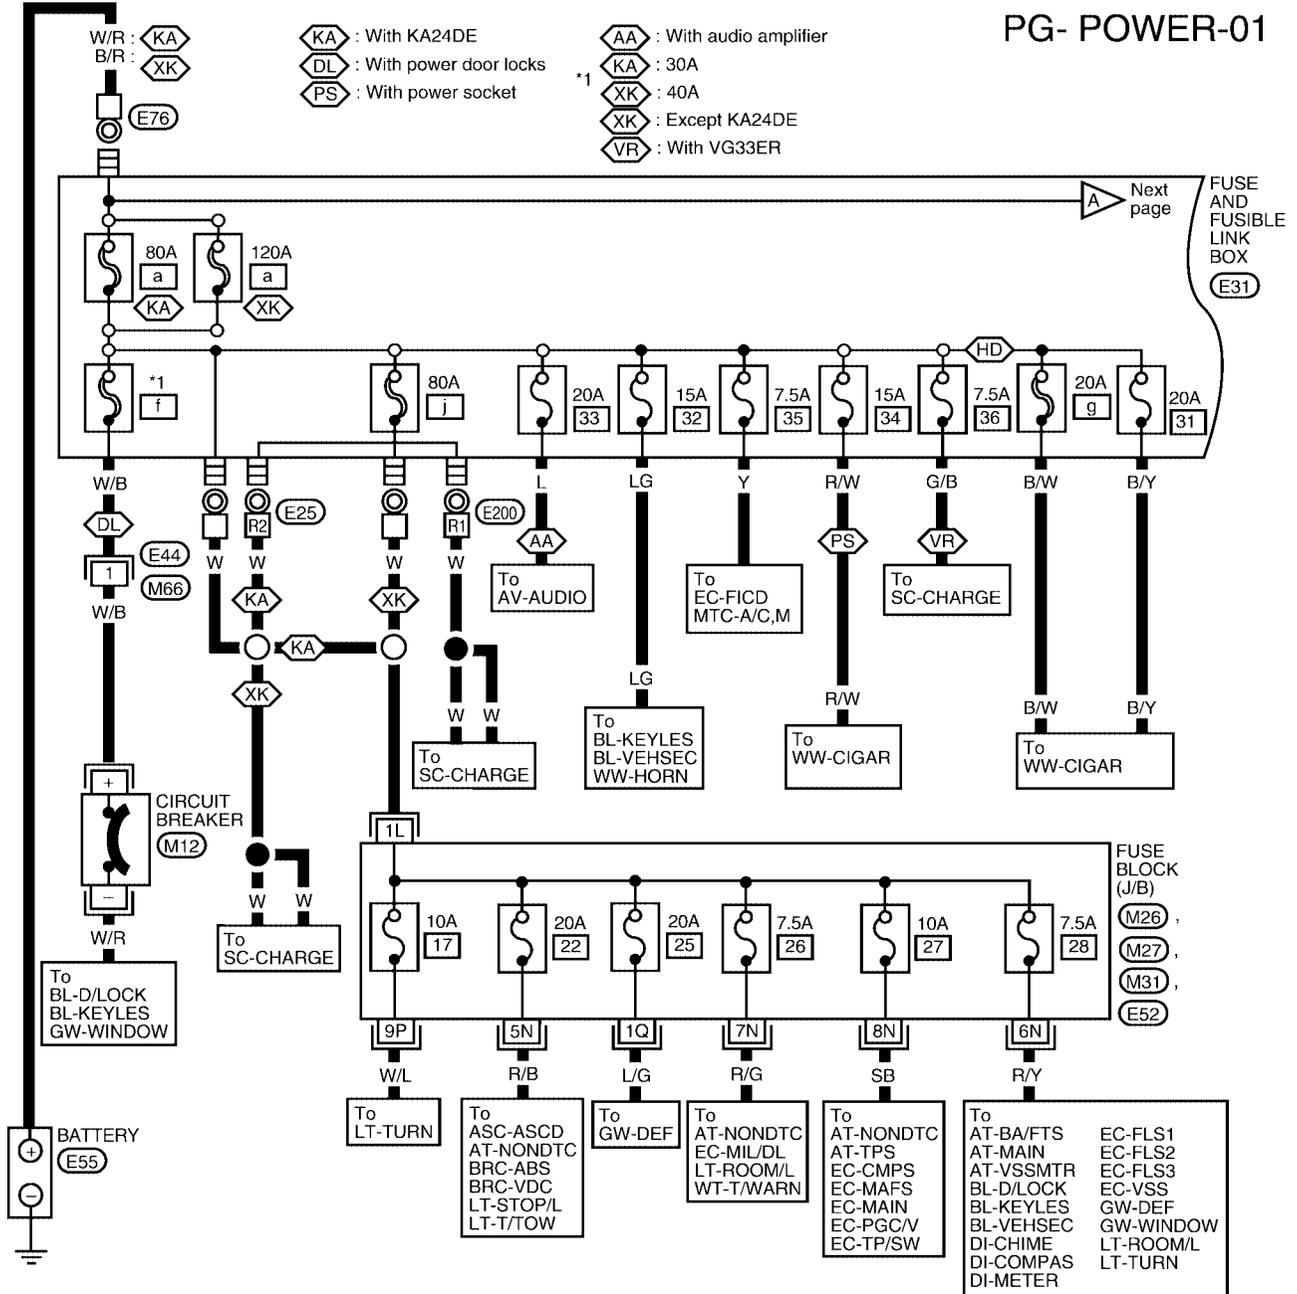 PG- POWER-01
W/R : KA
B/R :
XK
E76
KA : With KA24DE
DL : With power door locks
PS : With power socket
AA : With audio amplifier
*1
KA : 30A
XK : 40A
XK : Except KA24DE
VR : With VG33ER
A
Next
page
FUSE
AND
FUSIBLE
LINK
BOX
E31
80A
a
KA
120A
a
XK
HD
*1
f
80A
j
20A
33
15A
32
7.5A
35
15A
34
7.5A
36
20A
g
20A
31
W/B
L
LG
Y
R/W
G/B
B/W
B/Y
DL
R2
E25
R1
E200
AA
PS
VR
E44
1
M66
W
W
W
W
To
AV-AUDIO
To
EC-FICD
MTC-A/C,M
To
SC-CHARGE
W/B
KA
XK
KA
XK
LG
R/W
B/W
B/Y
W
W
To
SC-CHARGE
To
BL-KEYLES
BL-VEHSEC
WW-HORN
To
WW-CIGAR
To
WW-CIGAR
+
CIRCUIT
BREAKER
M12
–
W/R
To
BL-D/LOCK
BL-KEYLES
GW-WINDOW
W
W
To
SC-CHARGE
1L
FUSE
BLOCK
(J/B)
M26 ,
M27 ,
M31 ,
E52
10A
17
20A
22
20A
25
7.5A
26
10A
27
7.5A
28
9P
5N
1Q
7N
8N
6N
W/L
R/B
L/G
R/G
SB
R/Y
To
LT-TURN
To
ASC-ASCD
AT-NONDTC
BRC-ABS
BRC-VDC
LT-STOP/L
LT-T/TOW
To
GW-DEF
To
AT-NONDTC
EC-MIL/DL
LT-ROOM/L
WT-T/WARN
To
AT-NONDTC
AT-TPS
EC-CMPS
EC-MAFS
EC-MAIN
EC-PGC/V
EC-TP/SW
To
AT-BA/FTS
AT-MAIN
AT-VSSMTR
BL-D/LOCK
BL-KEYLES
BL-VEHSEC
DI-CHIME
DI-COMPAS
DI-METER
EC-FLS1
EC-FLS2
EC-FLS3
EC-VSS
GW-DEF
GW-WINDOW
LT-ROOM/L
LT-TURN
BATTERY
E55
+
–